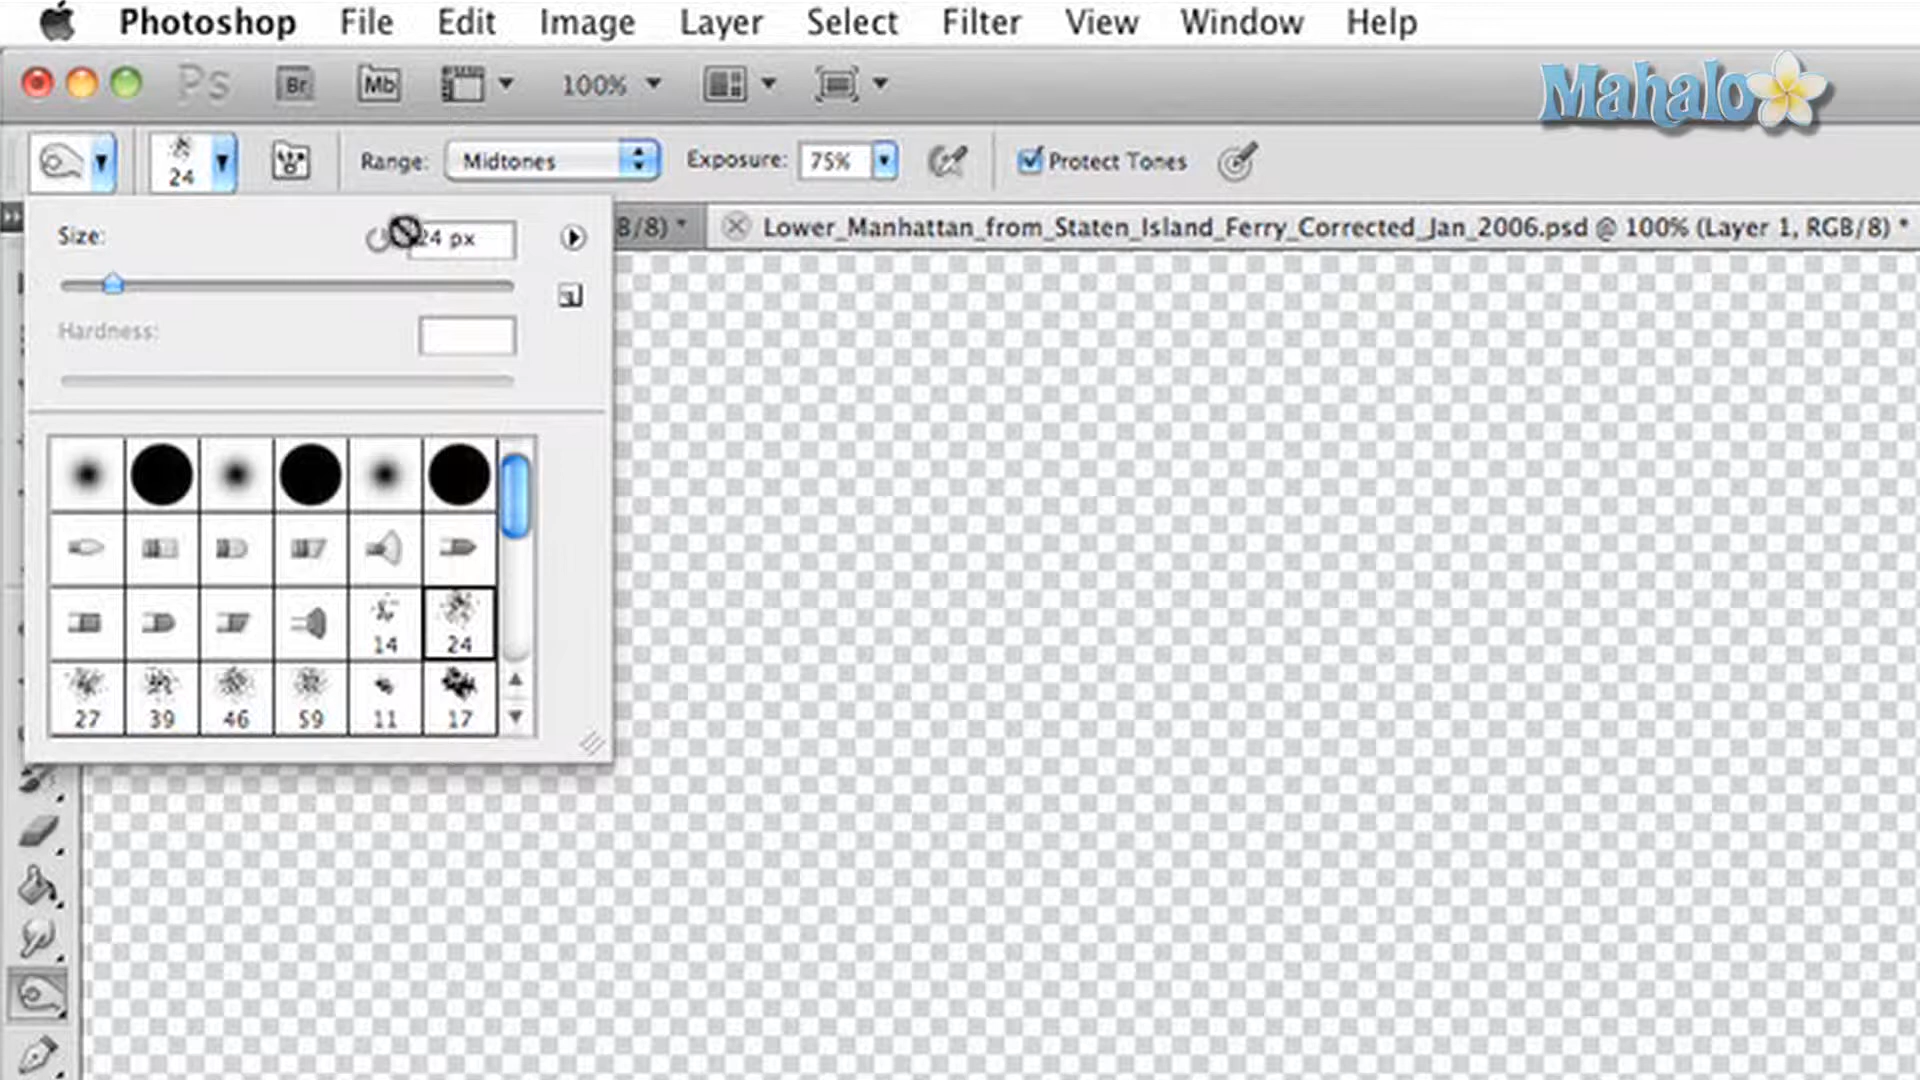 Photoshop File Edit Image Layer Select Filter View Window Help
Ps Br Mb 100%
Mahalo
24 Range: Midtones Exposure: 75% Protect Tones
B/8) * Lower_Manhattan_from_Staten_Island_Ferry_Corrected_Jan_2006.psd @ 100% (Layer 1, RGB/8) *
Size: 24 px
Hardness:
14 24
27 39 46 59 11 17